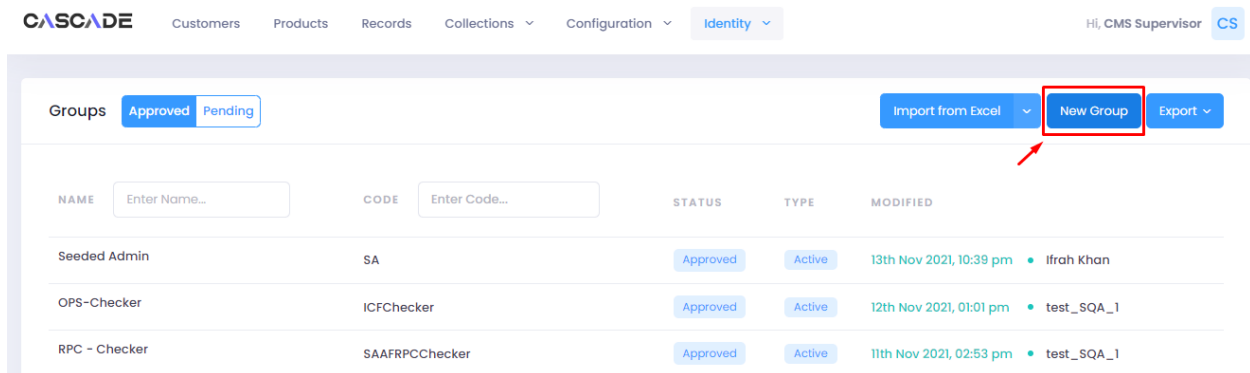 CASCADE Customers Products Records Collections Configuration Identity Hi, CMS Supervisor CS
Groups Approved Pending Import from Excel New Group Export
NAME Enter Name... CODE Enter Code... STATUS TYPE MODIFIED
Seeded Admin SA Approved Active 13th Nov 2021, 10:39 pm • Ifrah Khan
OPS-Checker ICFChecker Approved Active 12th Nov 2021, 01:01 pm • test_SQA_1
RPC - Checker SAAFRPCChecker Approved Active 11th Nov 2021, 02:53 pm • test_SQA_1